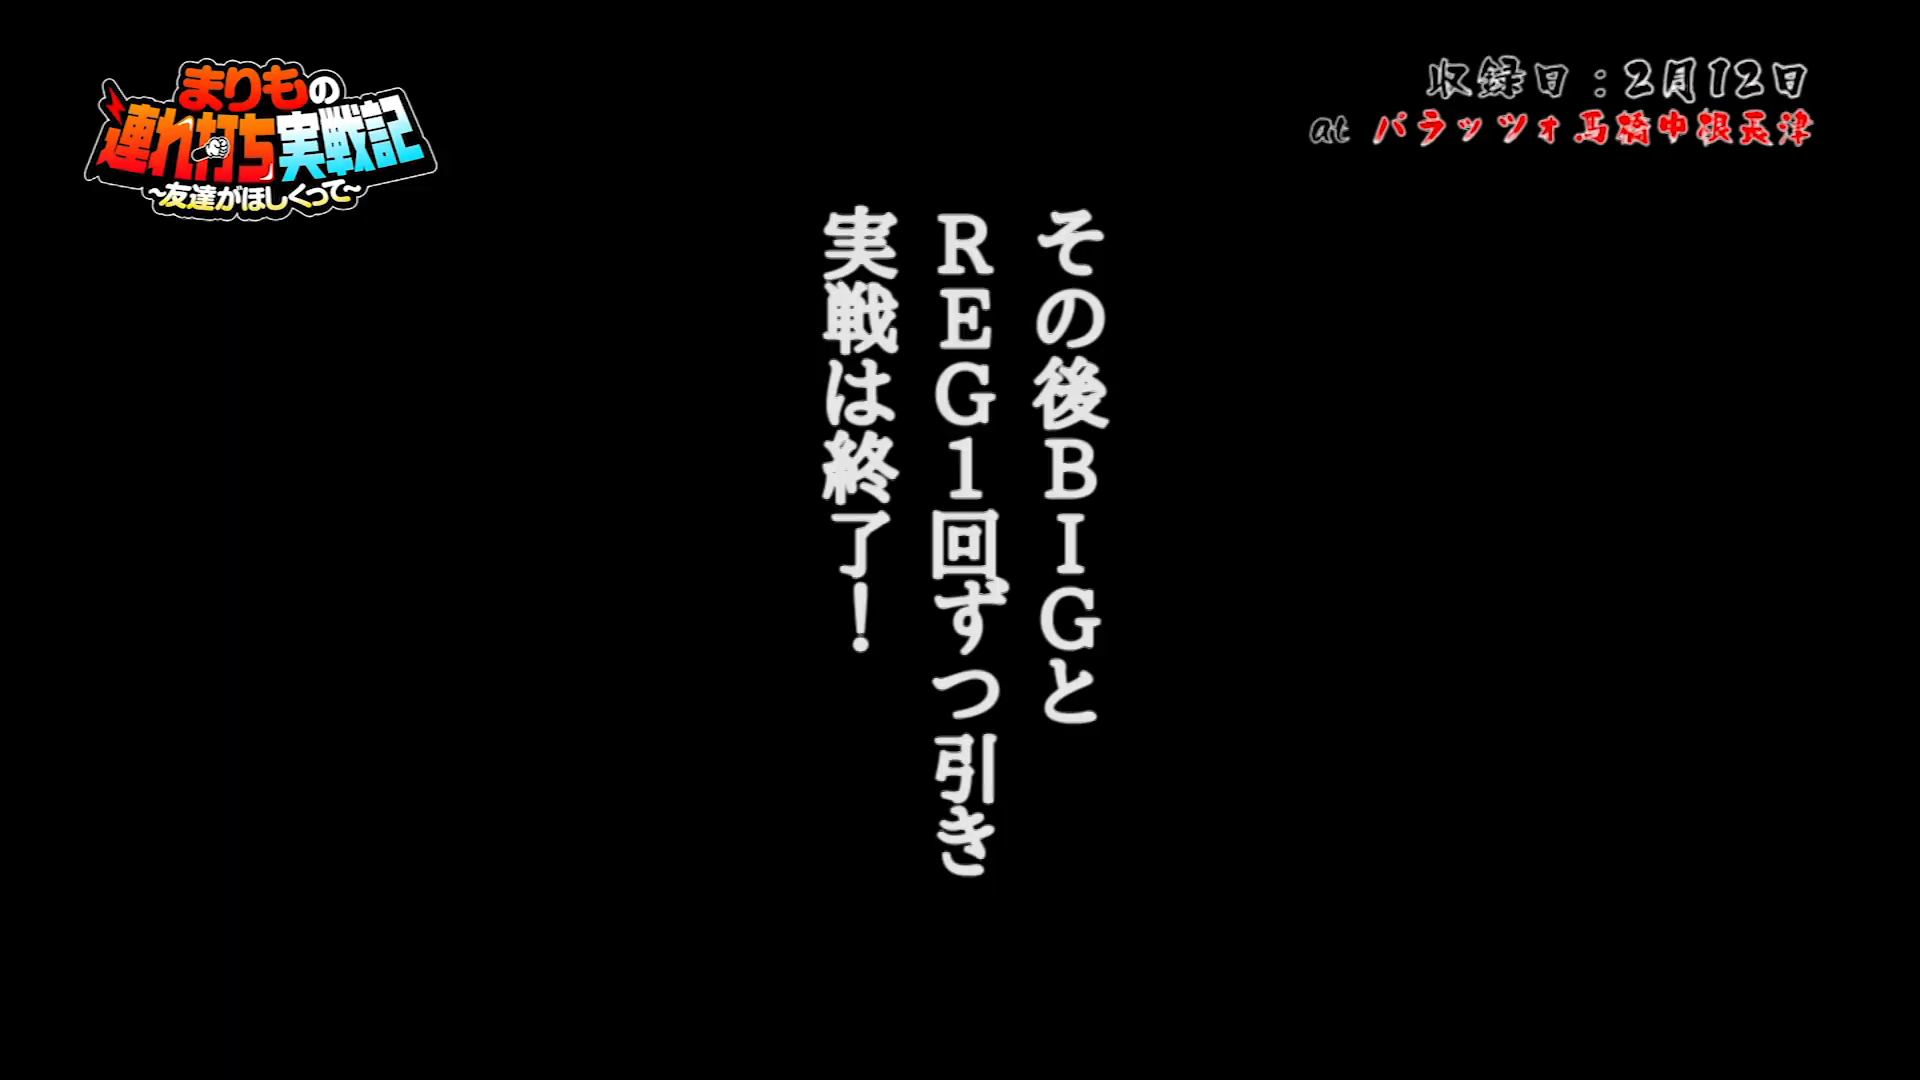 まりもの
連れ打ち実戦記
~友達がほしくって~
収録日：2月12日
at パラッツォ馬橋中根長津
その後BIGと
REG1回ずつ引き
実戦は終了！